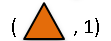 ( , 1)